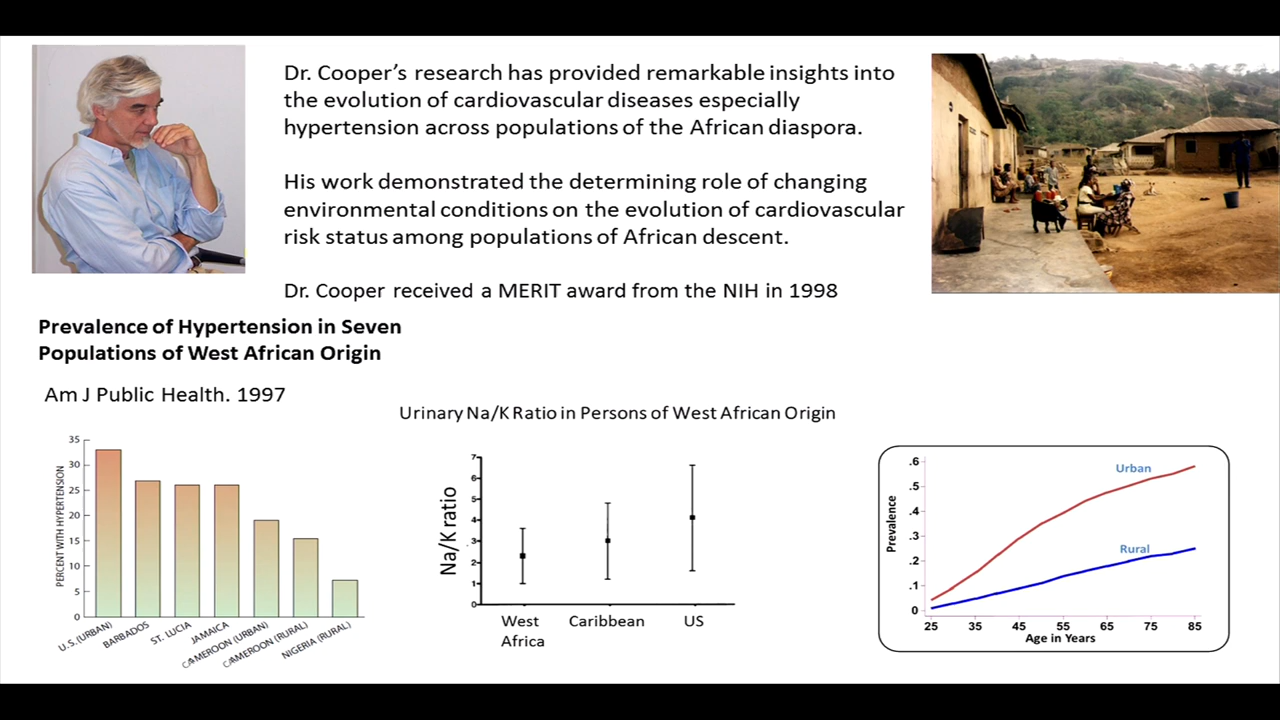 Dr. Cooper's research has provided remarkable insights into
the evolution of cardiovascular diseases especially
hypertension across populations of the African diaspora.
His work demonstrated the determining role of changing
environmental conditions on the evolution of cardiovascular
risk status among populations of African descent.
Dr. Cooper received a MERIT award from the NIH in 1998
Prevalence of Hypertension in Seven
Populations of West African Origin
Am J Public Health. 1997
PERCENT WITH HYPERTENSION
35
30
25
20
15
10
5
0
U.S. (URBAN)
BARBADOS
ST. LUCIA
JAMAICA
CAMEROON (URBAN)
CAMEROON (RURAL)
NIGERIA (RURAL)
Urinary Na/K Ratio in Persons of West African Origin
Na/K ratio
7
6
5
4
3
2
1
0
West
Africa
Caribbean
US
Prevalence
.6
.5
.4
.3
.2
.1
0
Urban
Rural
25 35 45 55 65 75 85
Age in Years